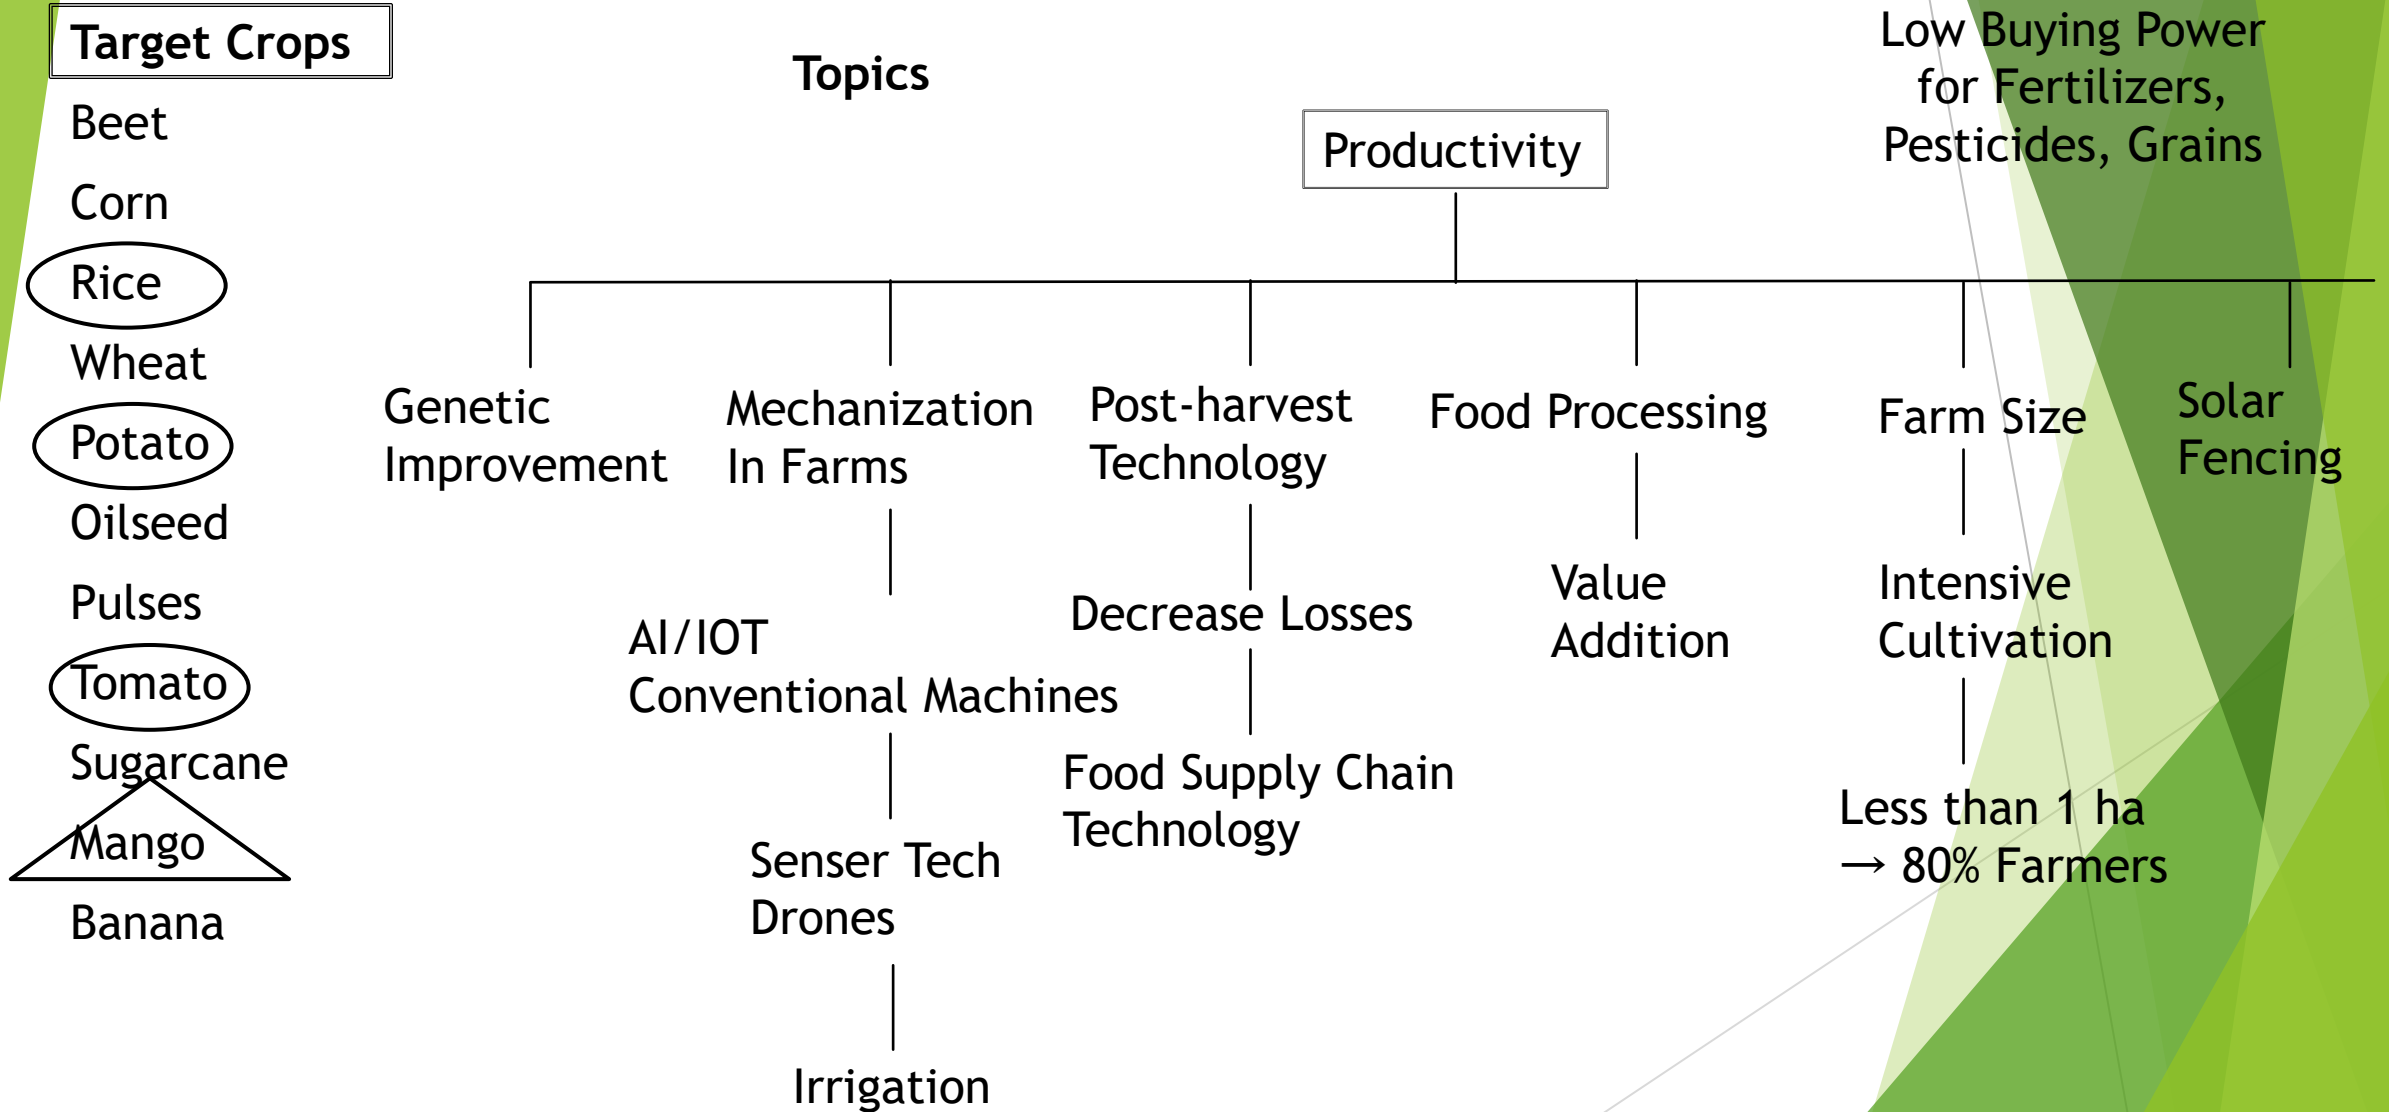 Target Crops
Beet
Corn
Rice
Wheat
Potato
Oilseed
Pulses
Tomato
Sugarcane
Mango
Banana
Topics
Low Buying Power
for Fertilizers,
Pesticides, Grains
Productivity
Genetic
Improvement
Mechanization
In Farms
AI/IOT
Conventional Machines
Senser Tech
Drones
Irrigation
Post-harvest
Technology
Decrease Losses
Food Supply Chain
Technology
Food Processing
Value
Addition
Farm Size
Intensive
Cultivation
Less than 1 ha
→ 80% Farmers
Solar
Fencing